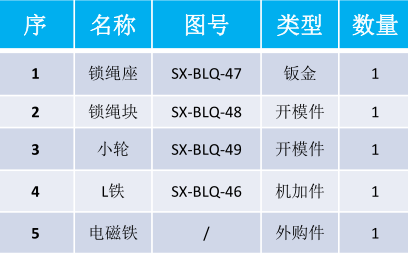 序 名称 图号 类型 数量
1 锁绳座 SX-BLQ-47 钣金 1
2 锁绳块 SX-BLQ-48 开模件 1
3 小轮 SX-BLQ-49 开模件 1
4 L铁 SX-BLQ-46 机加件 1
5 电磁铁 / 外购件 1